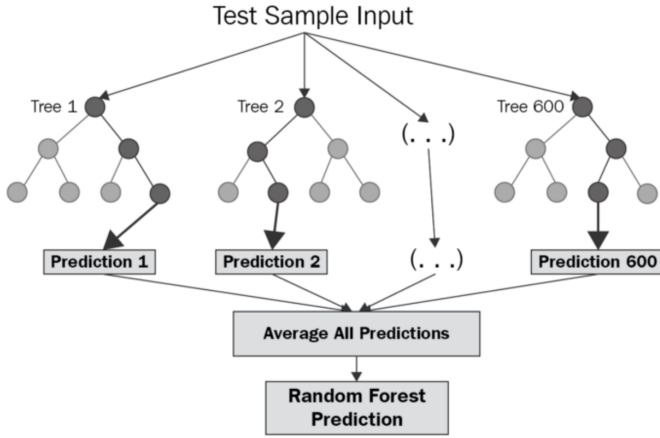 Test Sample Input
Tree 1
Tree 2
(. . .)
Tree 600
Prediction 1
Prediction 2
(. . .)
Prediction 600
Average All Predictions
Random Forest
Prediction